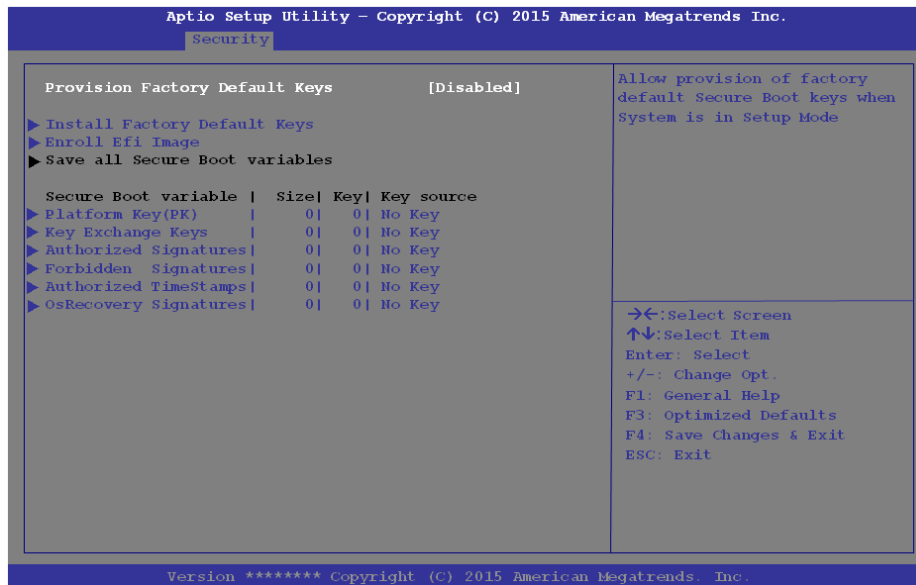 Aptio Setup Utility – Copyright (C) 2015 American Megatrends Inc.
Security
Provision Factory Default Keys [Disabled]
Install Factory Default Keys
Enroll Efi Image
Save all Secure Boot variables
Secure Boot variable | Size| Key| Key source
Platform Key(PK) | 0| 0| No Key
Key Exchange Keys | 0| 0| No Key
Authorized Signatures| 0| 0| No Key
Forbidden Signatures| 0| 0| No Key
Authorized TimeStamps| 0| 0| No Key
OsRecovery Signatures| 0| 0| No Key
Allow provision of factory
default Secure Boot keys when
System is in Setup Mode
→←:Select Screen
↑↓:Select Item
Enter: Select
+/-: Change Opt.
F1: General Help
F3: Optimized Defaults
F4: Save Changes & Exit
ESC: Exit
Version ******** Copyright (C) 2015 American Megatrends. Inc.